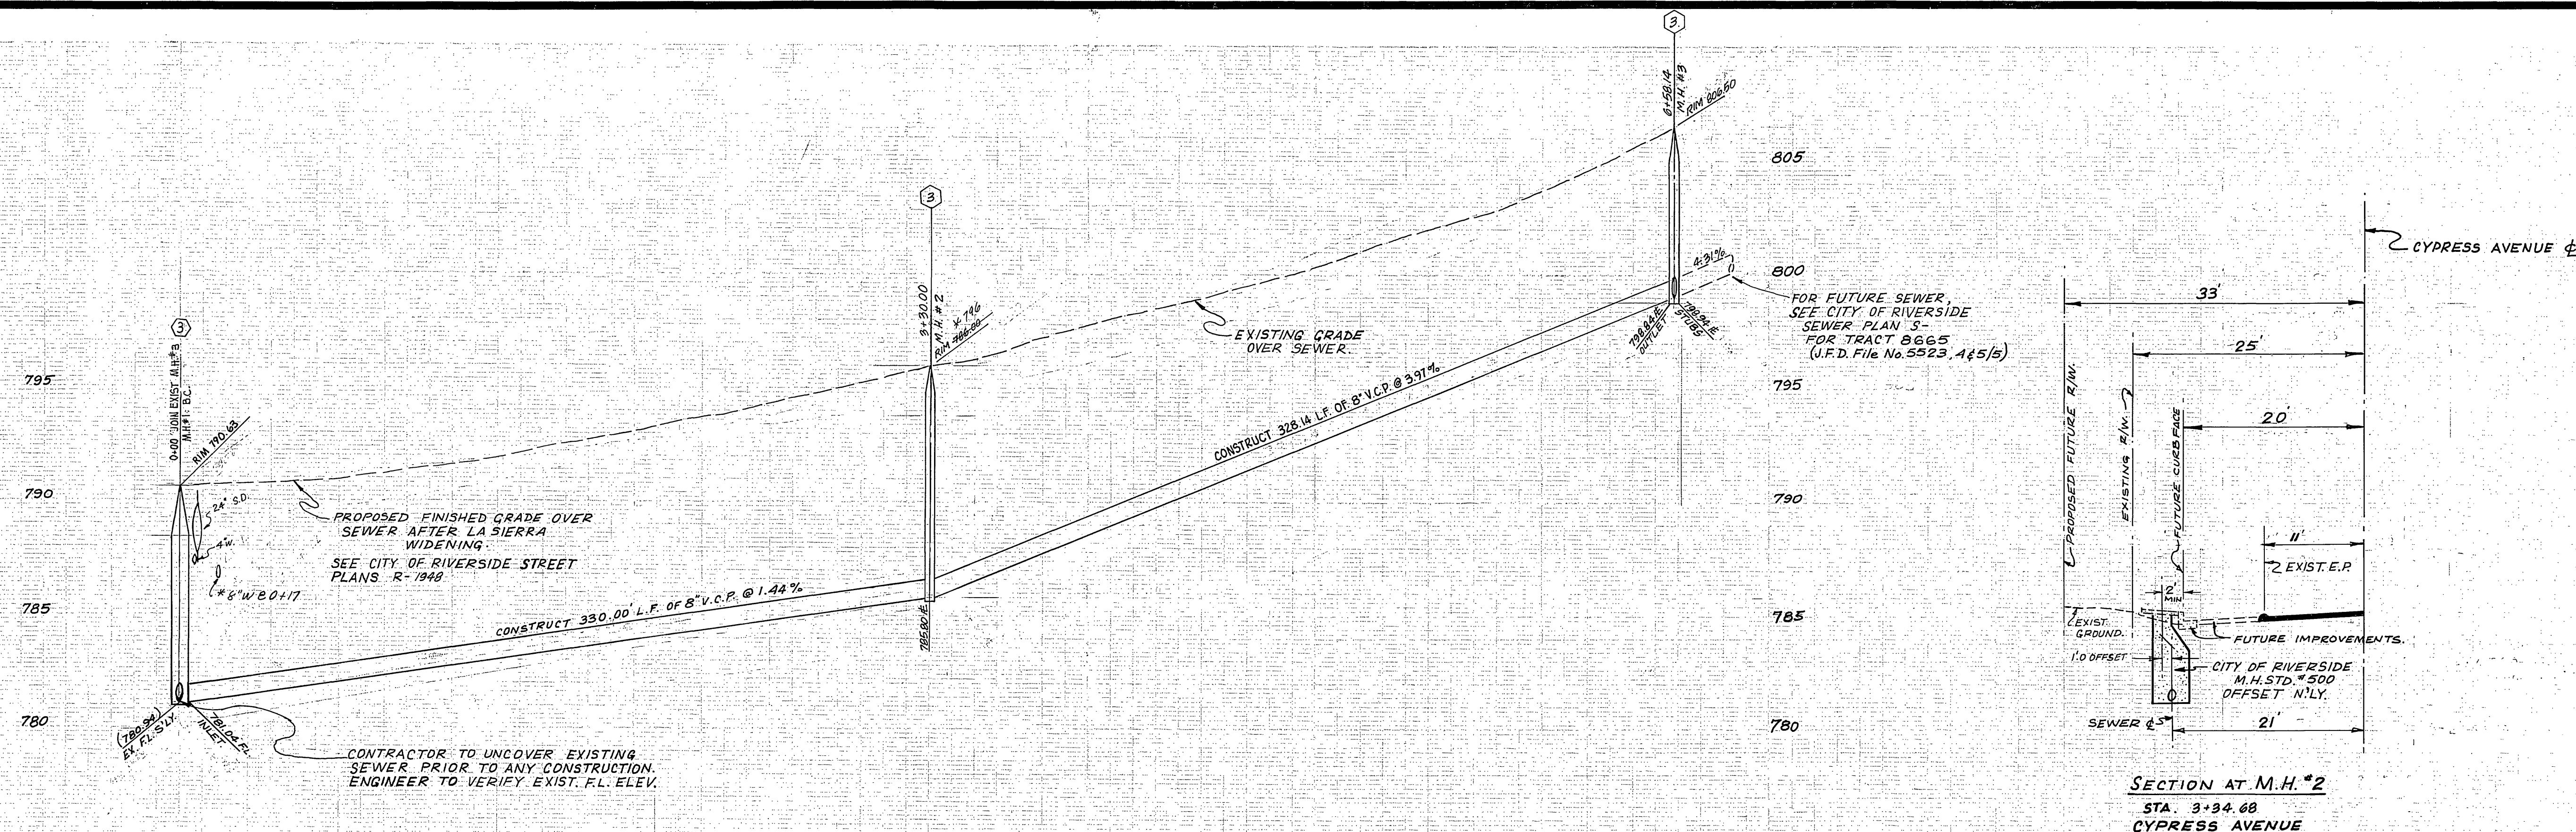 3
0+00 JOIN EXIST M.H.#a
M.H.#1: B.C.
RIM 790.63
24" S.D.
4" W.
* 8" W B 0+17
PROPOSED FINISHED GRADE OVER
SEWER AFTER LA SIERRA
WIDENING.
SEE CITY OF RIVERSIDE STREET
PLANS R-1948
(780.94)
EX. F.L. S'LY.
781.04 FL
INLET
CONTRACTOR TO UNCOVER EXISTING
SEWER PRIOR TO ANY CONSTRUCTION.
ENGINEER TO VERIFY EXIST. F.L. ELEV.
795
790
785
780
CONSTRUCT 330.00' L.F. OF 8" V.C.P. @ 1.44%
3
3+30.00
M.H. #2
* 796
RIM
785.80 I.E.
EXISTING GRADE
OVER SEWER.
CONSTRUCT 328.14 L.F. OF 8" V.C.P. @ 3.97%
3.
6+58.14
M.H. #3
RIM 806.50
4.31%
798.84 I.E.
OUTLET
798.94 I.E.
STUBS
FOR FUTURE SEWER,
SEE CITY OF RIVERSIDE
SEWER PLAN S-
FOR TRACT 8665
(J.F.D. File No. 5523, 4&5/5)
805
800
795
790
785
780
CYPRESS AVENUE ℄
33'
25'
20'
11'
EXIST. E.P.
2'
MIN
PROPOSED FUTURE R/W.
EXISTING R/W.
FUTURE CURB FACE
EXIST.
GROUND.
1.0 OFFSET
FUTURE IMPROVEMENTS.
CITY OF RIVERSIDE
M.H. STD. #500
OFFSET N'LY.
SEWER ℄
21'
SECTION AT M.H. #2
STA. 3+34.68
CYPRESS AVENUE